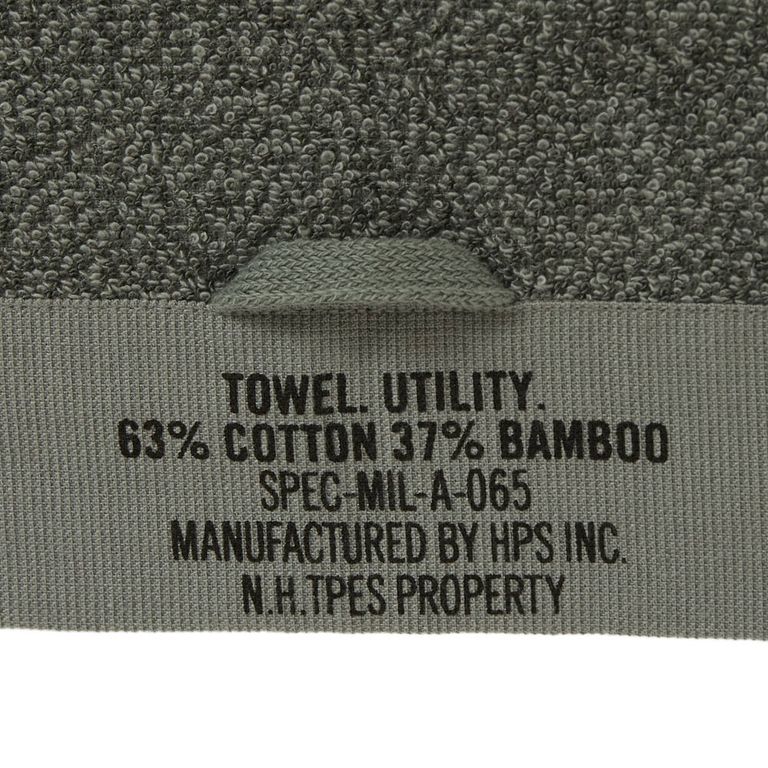 TOWEL. UTILITY.
63% COTTON 37% BAMBOO
SPEC-MIL-A-065
MANUFACTURED BY HPS INC.
N.H.TPES PROPERTY